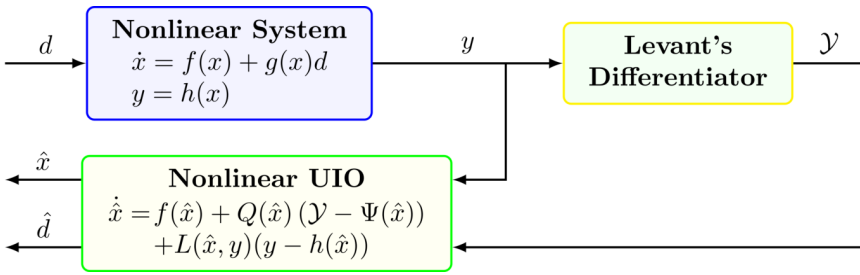 d
Nonlinear System
ẋ = f(x) + g(x)d
y = h(x)
y
Levant's
Differentiator
𝒴
x̂
d̂
Nonlinear UIO
x̂̇ = f(x̂) + Q(x̂) (𝒴 − Ψ(x̂))
+L(x̂, y)(y − h(x̂))